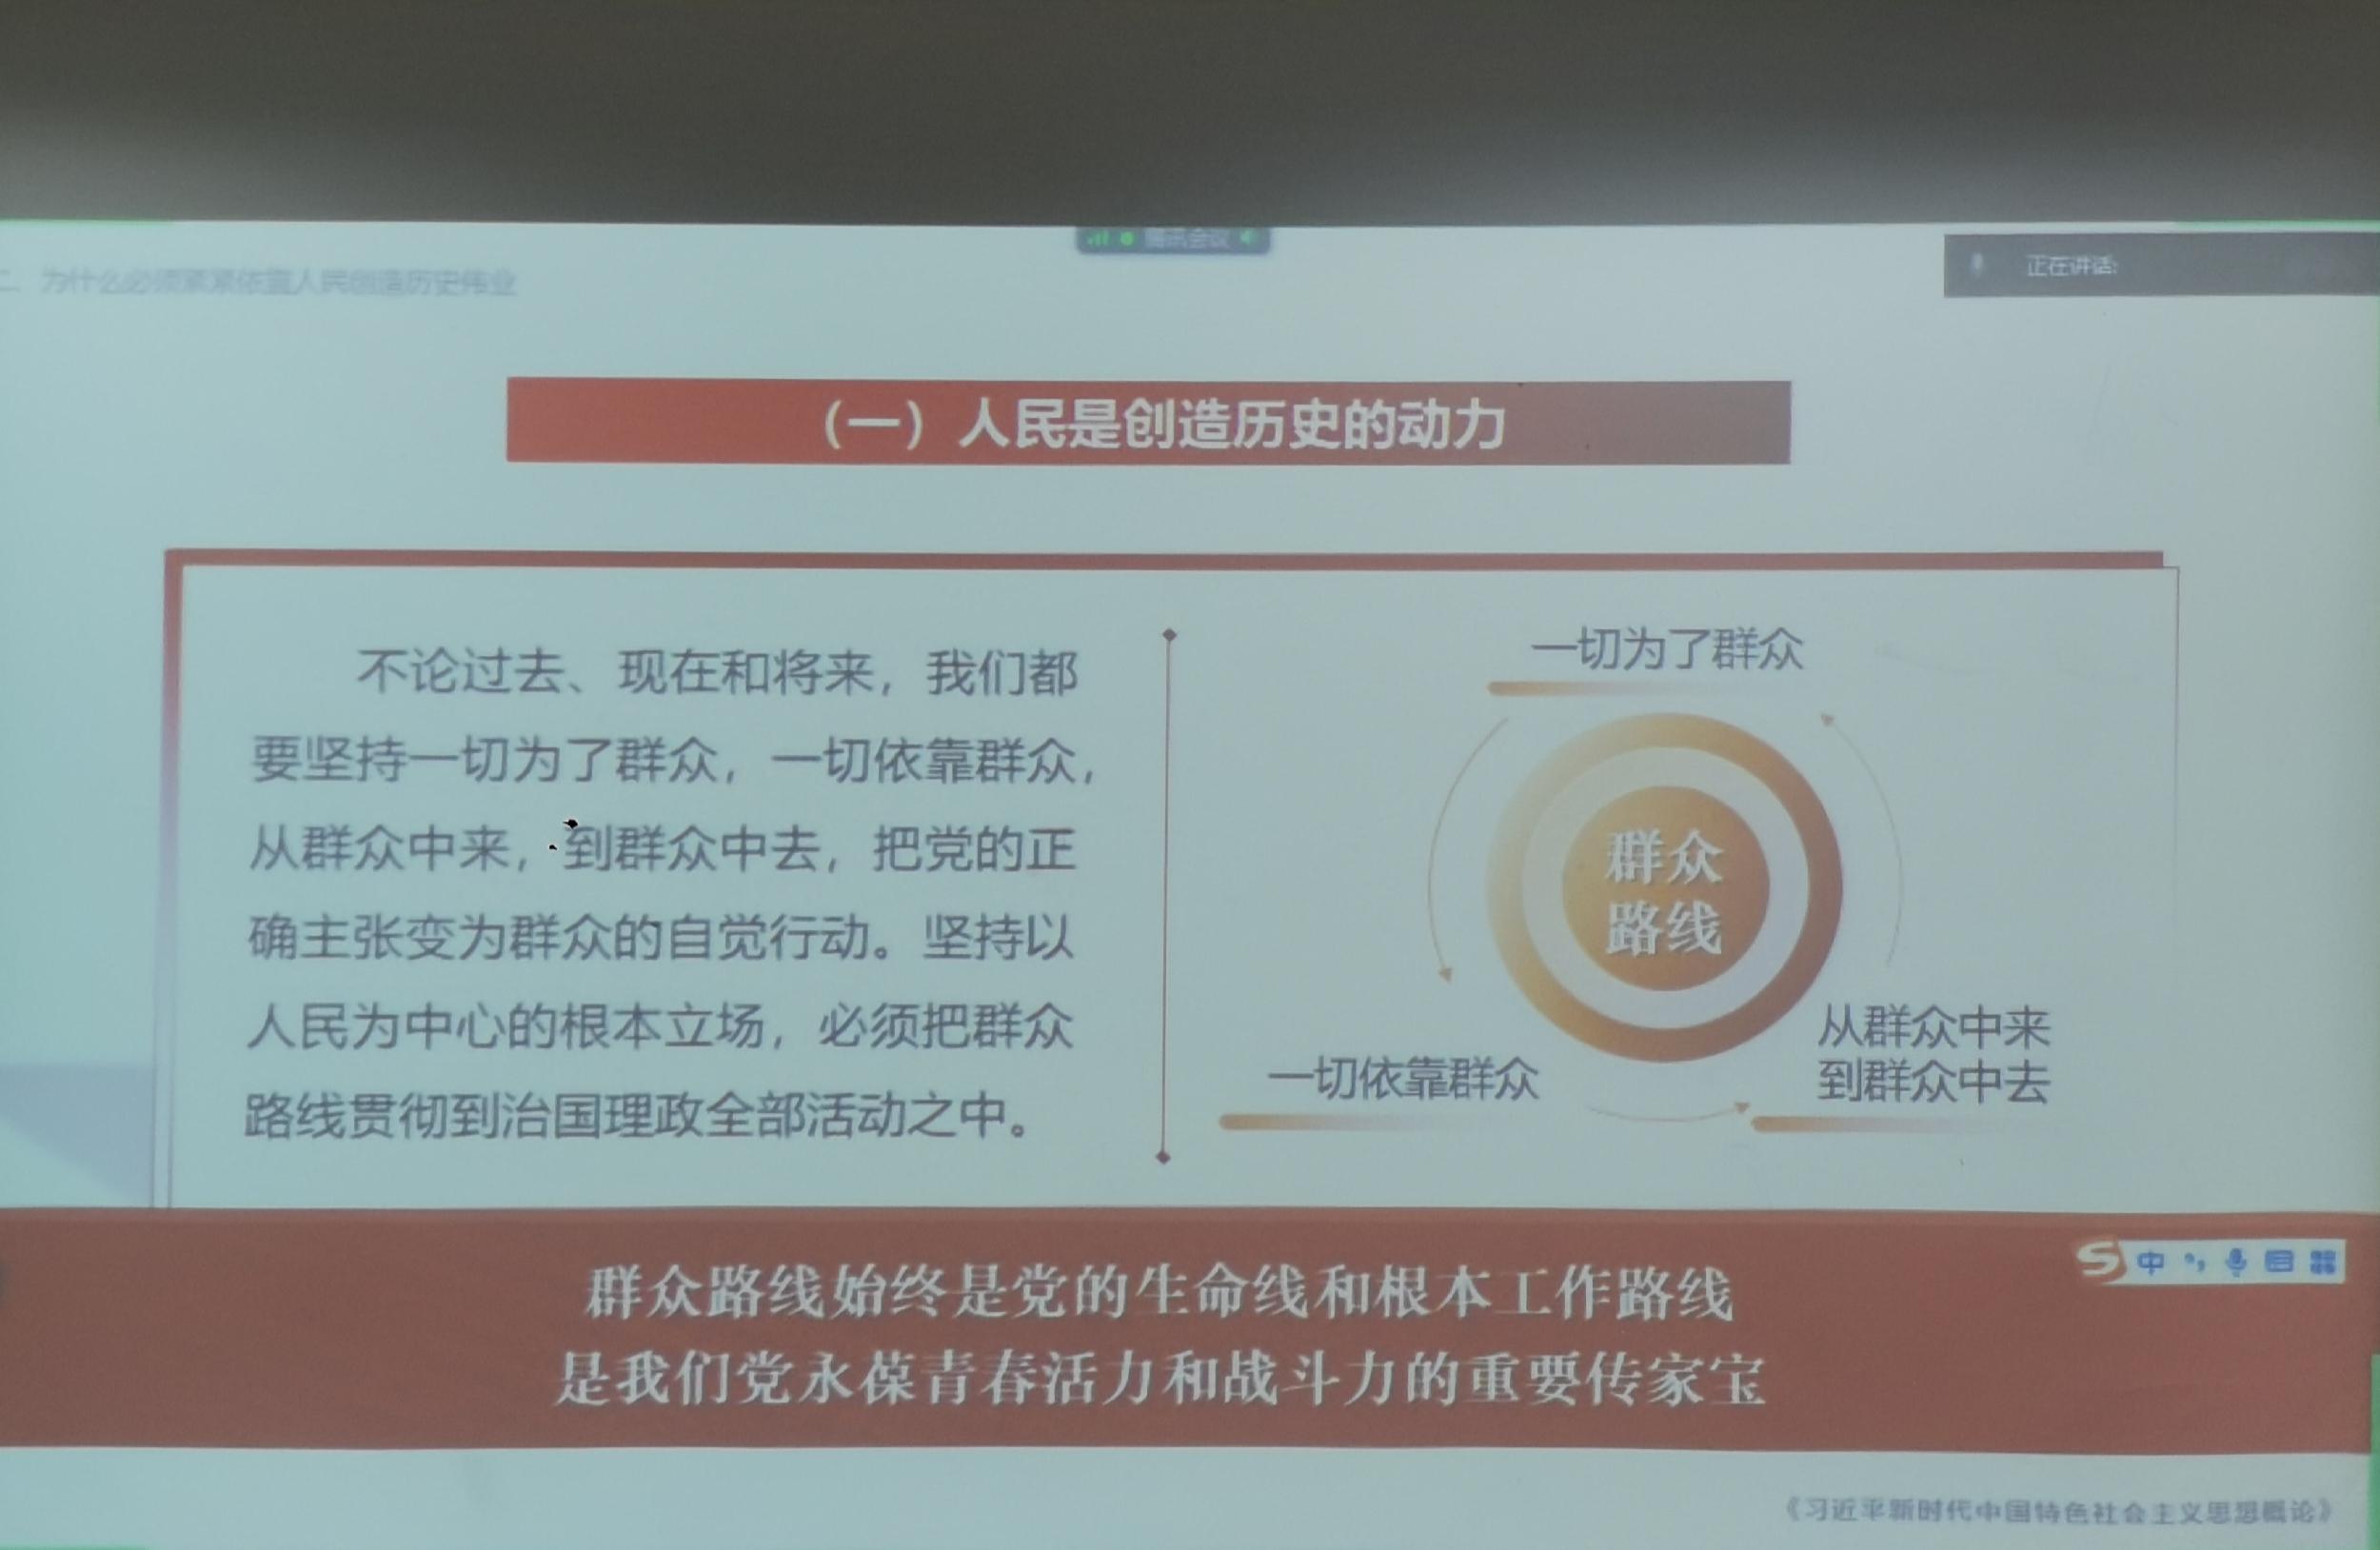 二 为什么必须紧紧依靠人民创造历史伟业
腾讯会议
正在讲话:
（一）人民是创造历史的动力
不论过去、现在和将来，我们都
要坚持一切为了群众，一切依靠群众，
从群众中来，到群众中去，把党的正
确主张变为群众的自觉行动。坚持以
人民为中心的根本立场，必须把群众
路线贯彻到治国理政全部活动之中。
一切为了群众
群众
路线
一切依靠群众
从群众中来
到群众中去
群众路线始终是党的生命线和根本工作路线
是我们党永葆青春活力和战斗力的重要传家宝
S中
《习近平新时代中国特色社会主义思想概论》